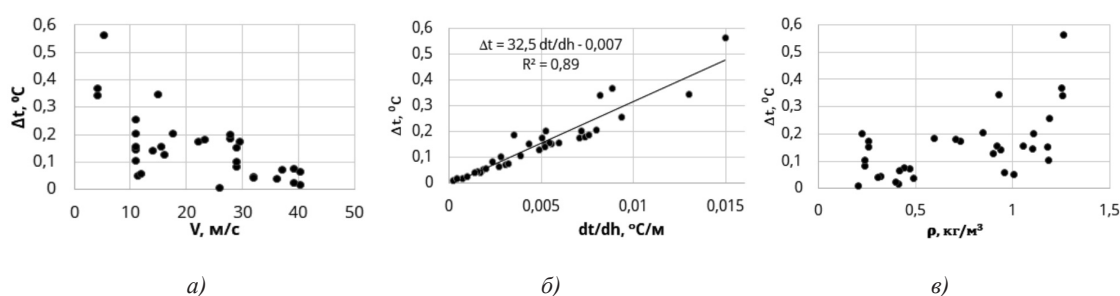 0,6
0,5
0,4
0,3
0,2
0,1
0
Δt, ⁰C
0 10 20 30 40 50
V, м/с
а)
0,6
0,5
0,4
0,3
0,2
0,1
0
Δt, °C
Δt = 32,5 dt/dh - 0,007
R² = 0,89
0 0,005 0,01 0,015
dt/dh, °C/м
б)
0,6
0,5
0,4
0,3
0,2
0,1
0
Δt, °C
0 0,5 1 1,5
ρ, кг/м³
в)